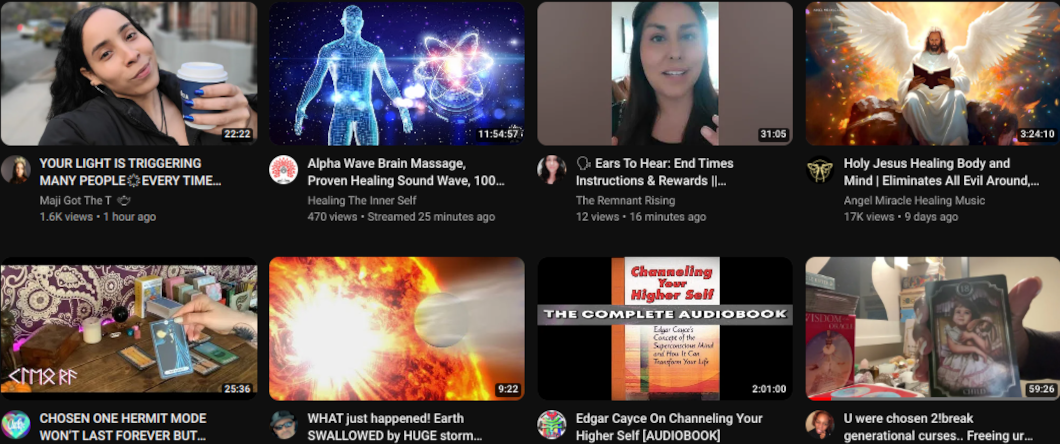 22:22
11:54:57
31:05
3:24:10
YOUR LIGHT IS TRIGGERING
MANY PEOPLE EVERY TIME...
Maji Got The T
1.6K views • 1 hour ago
Alpha Wave Brain Massage,
Proven Healing Sound Wave, 100...
Healing The Inner Self
470 views • Streamed 25 minutes ago
Ears To Hear: End Times
Instructions & Rewards ||...
The Remnant Rising
12 views • 16 minutes ago
Holy Jesus Healing Body and
Mind | Eliminates All Evil Around,...
Angel Miracle Healing Music
17K views • 9 days ago
25:36
9:22
Channeling
Your
Higher Self
THE COMPLETE AUDIOBOOK
Edgar Cayce's
Concept of the
Superconscious Mind
and How It Can
Transform Your Life
2:01:00
WISDOM
ORACLE
CHILD
59:26
CHOSEN ONE HERMIT MODE
WON'T LAST FOREVER BUT...
WHAT just happened! Earth
SWALLOWED by HUGE storm...
Edgar Cayce On Channeling Your
Higher Self [AUDIOBOOK]
U were chosen 2!break
generational curses.. Freeing ur...